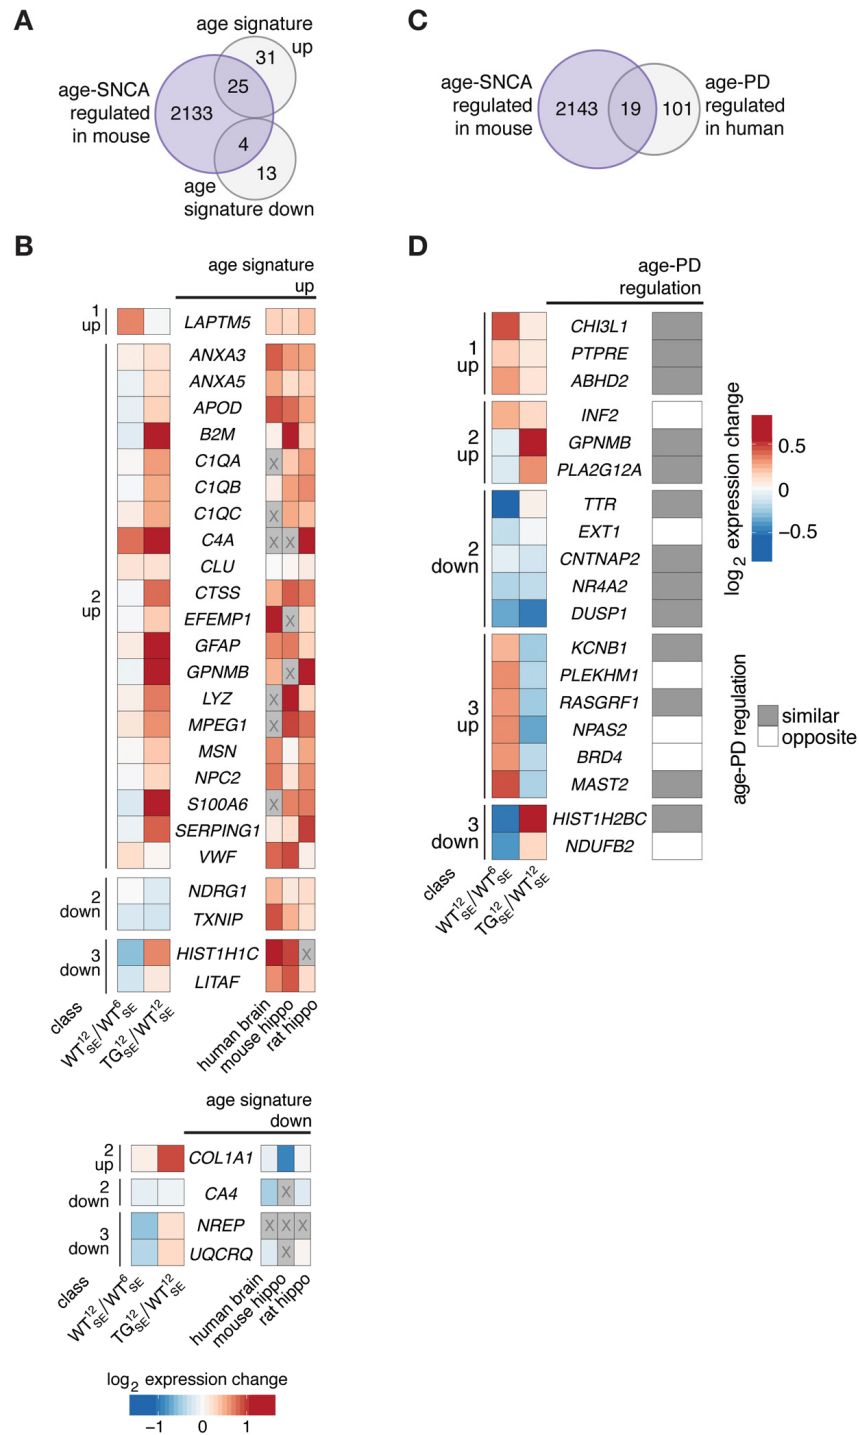 A
age signature
up
31
25
age-SNCA
regulated
in mouse
2133
4
13
age
signature down
C
age-SNCA
regulated
in mouse
2143
19
101
age-PD
regulated
in human
B
age signature
up
1
up
LAPTM5
2
up
ANXA3
ANXA5
APOD
B2M
C1QA
X
C1QB
C1QC
X
C4A
X X
CLU
CTSS
EFEMP1
X
GFAP
GPNMB
X
LYZ
X
MPEG1
X
MSN
NPC2
S100A6
X
SERPING1
VWF
2
down
NDRG1
TXNIP
3
down
HIST1H1C
X
LITAF
class
WT12SE/WT6SE
TG12SE/WT12SE
human brain
mouse hippo
rat hippo
age signature
down
2
up
COL1A1
2
down
CA4
X
3
down
NREP
X X X
UQCRQ
X
class
WT12SE/WT6SE
TG12SE/WT12SE
human brain
mouse hippo
rat hippo
log2 expression change
−1 0 1
D
age-PD
regulation
1
up
CHI3L1
PTPRE
ABHD2
2
up
INF2
GPNMB
PLA2G12A
2
down
TTR
EXT1
CNTNAP2
NR4A2
DUSP1
3
up
KCNB1
PLEKHM1
RASGRF1
NPAS2
BRD4
MAST2
3
down
HIST1H2BC
NDUFB2
class
WT12SE/WT6SE
TG12SE/WT12SE
log2 expression change
0.5
0
−0.5
age-PD regulation
similar
opposite